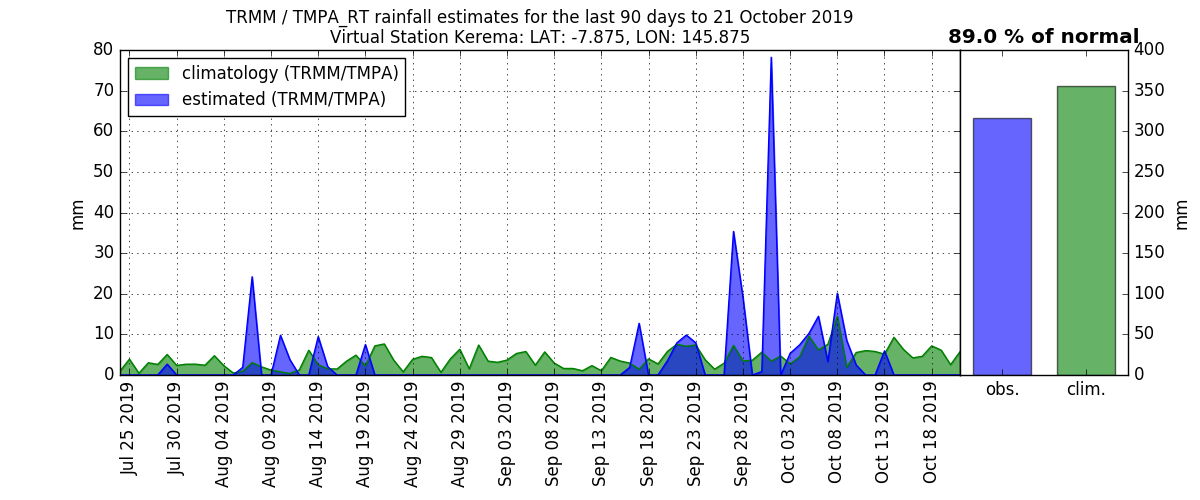 TRMM / TMPA_RT rainfall estimates for the last 90 days to 21 October 2019
Virtual Station Kerema: LAT: -7.875, LON: 145.875
89.0 % of normal
climatology (TRMM/TMPA)
estimated (TRMM/TMPA)
80
70
60
50
40
30
20
10
0
mm
400
350
300
250
200
150
100
50
0
mm
Jul 25 2019
Jul 30 2019
Aug 04 2019
Aug 09 2019
Aug 14 2019
Aug 19 2019
Aug 24 2019
Aug 29 2019
Sep 03 2019
Sep 08 2019
Sep 13 2019
Sep 18 2019
Sep 23 2019
Sep 28 2019
Oct 03 2019
Oct 08 2019
Oct 13 2019
Oct 18 2019
obs.
clim.